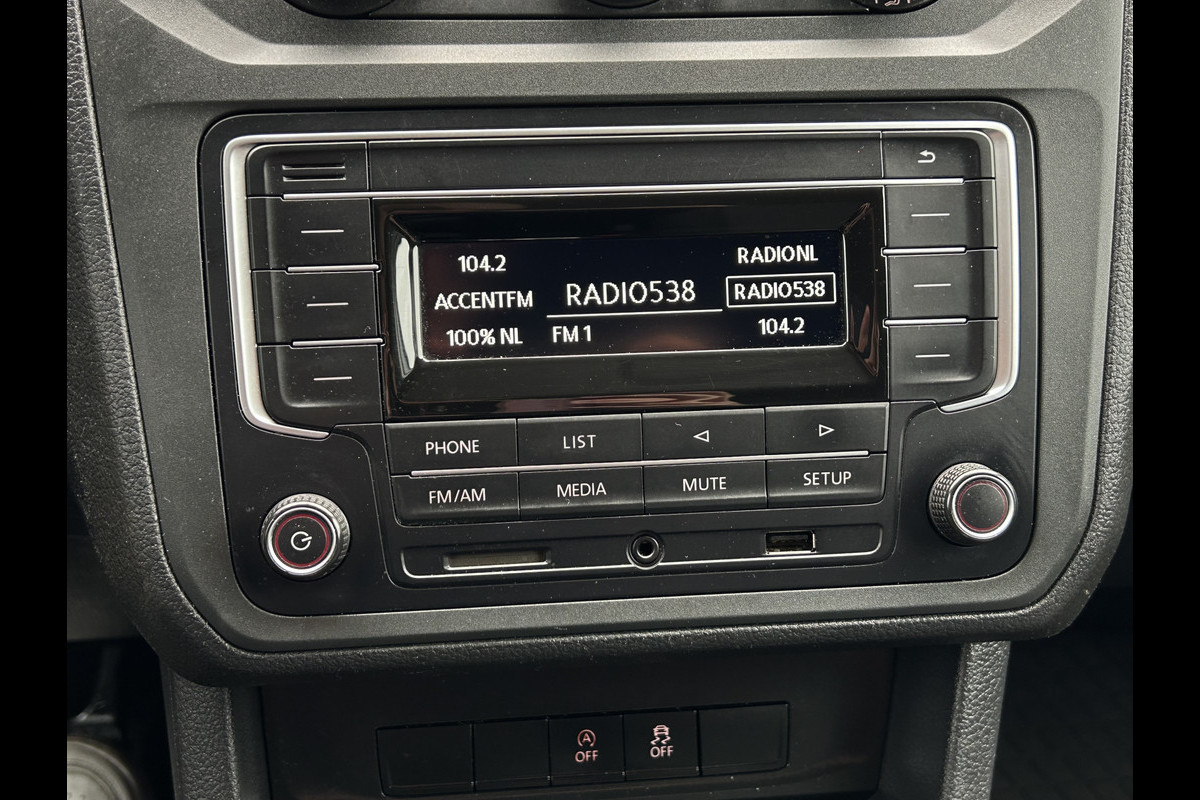 104.2
RADIONL
ACCENTFM
RADIO538
RADIO538
100% NL
FM 1
104.2
PHONE
LIST
FM/AM
MEDIA
MUTE
SETUP
A
OFF
OFF